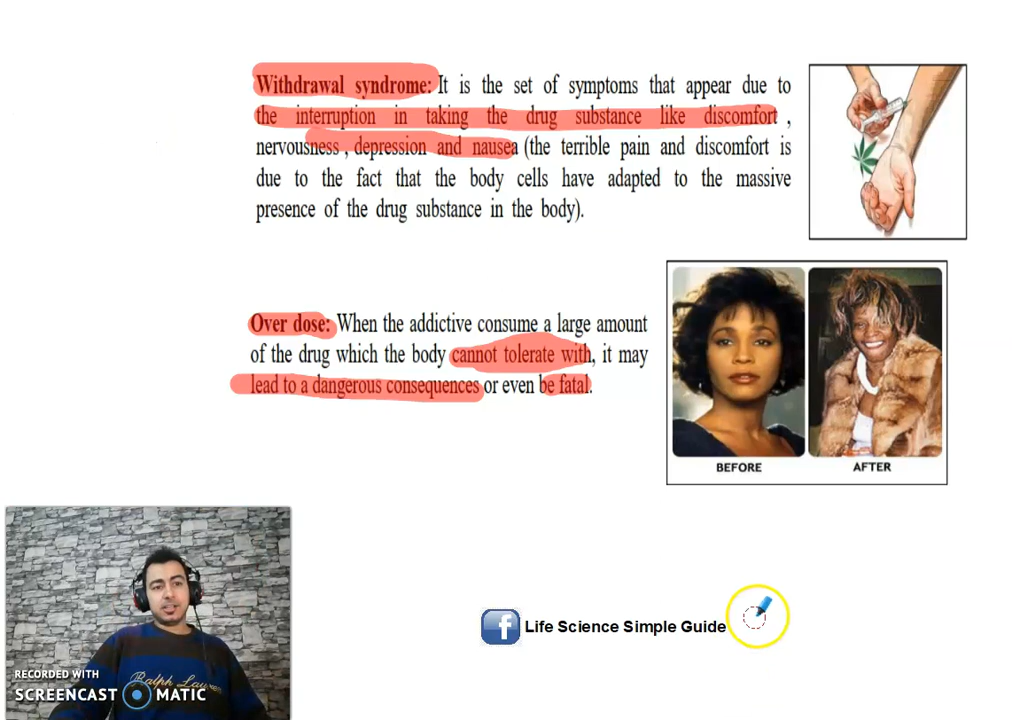 Withdrawal syndrome: It is the set of symptoms that appear due to
the interruption in taking the drug substance like discomfort ,
nervousness , depression and nausea (the terrible pain and discomfort is
due to the fact that the body cells have adapted to the massive
presence of the drug substance in the body).
Over dose: When the addictive consume a large amount
of the drug which the body cannot tolerate with, it may
lead to a dangerous consequences or even be fatal.
BEFORE
AFTER
f Life Science Simple Guide
Ralph Lauren
RECORDED WITH
SCREENCAST MATIC